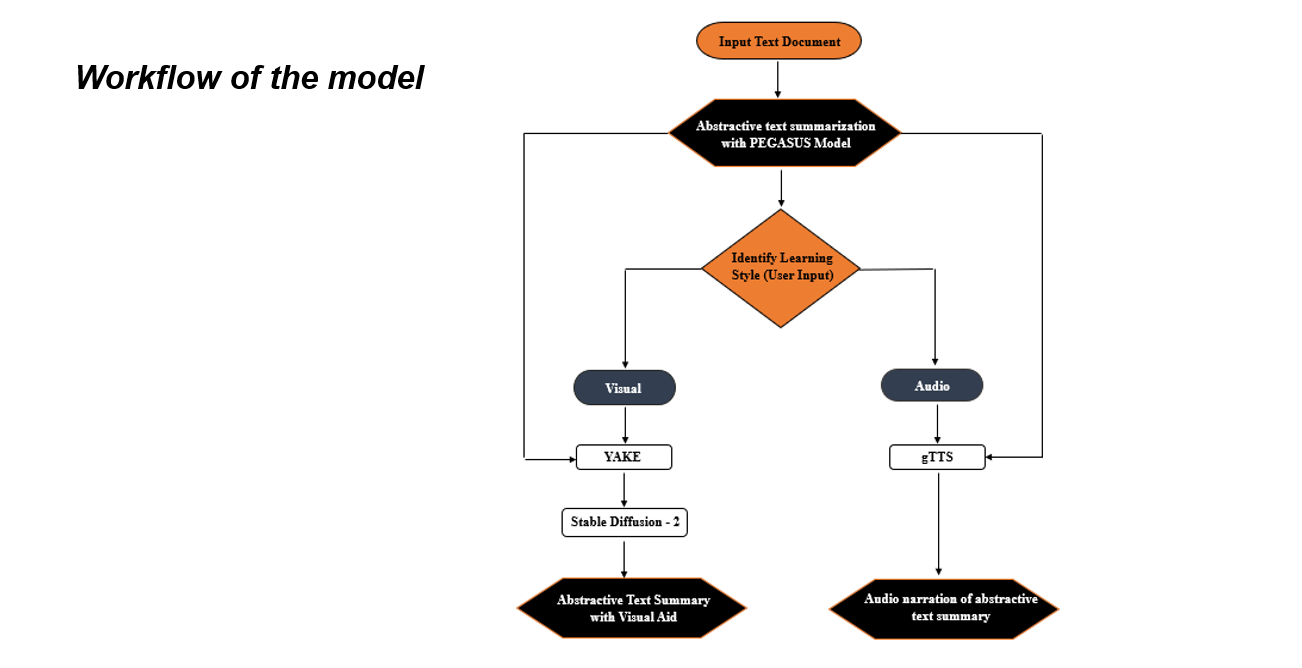 Workflow of the model
Input Text Document
Abstractive text summarization
with PEGASUS Model
Identify Learning
Style (User Input)
Visual
Audio
YAKE
gTTS
Stable Diffusion - 2
Abstractive Text Summary
with Visual Aid
Audio narration of abstractive
text summary